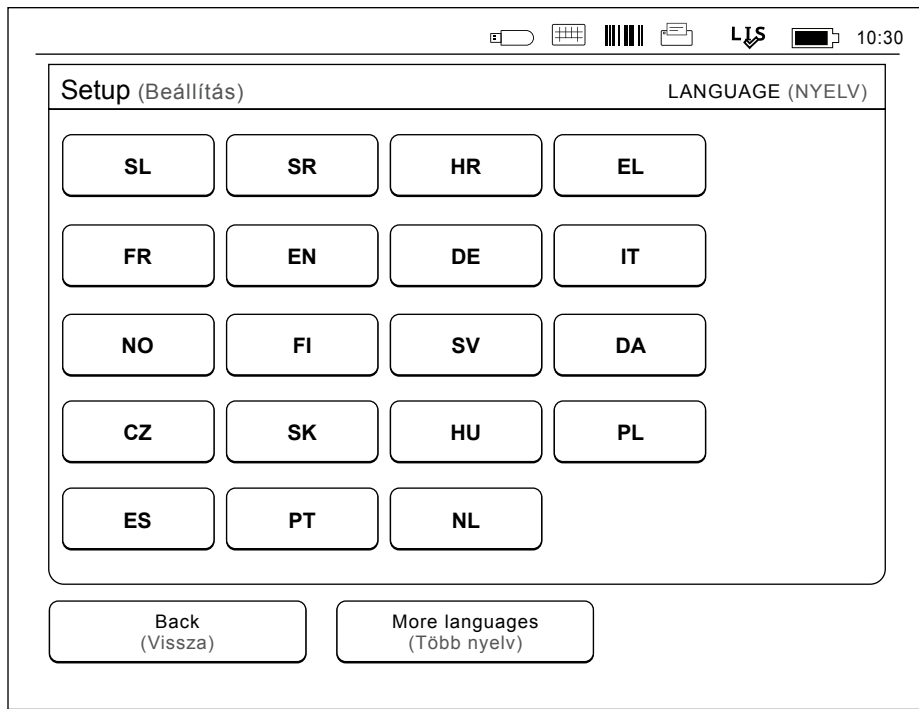 LIS 10:30
Setup (Beállítás) LANGUAGE (NYELV)
SL SR HR EL
FR EN DE IT
NO FI SV DA
CZ SK HU PL
ES PT NL
Back More languages
(Vissza) (Több nyelv)